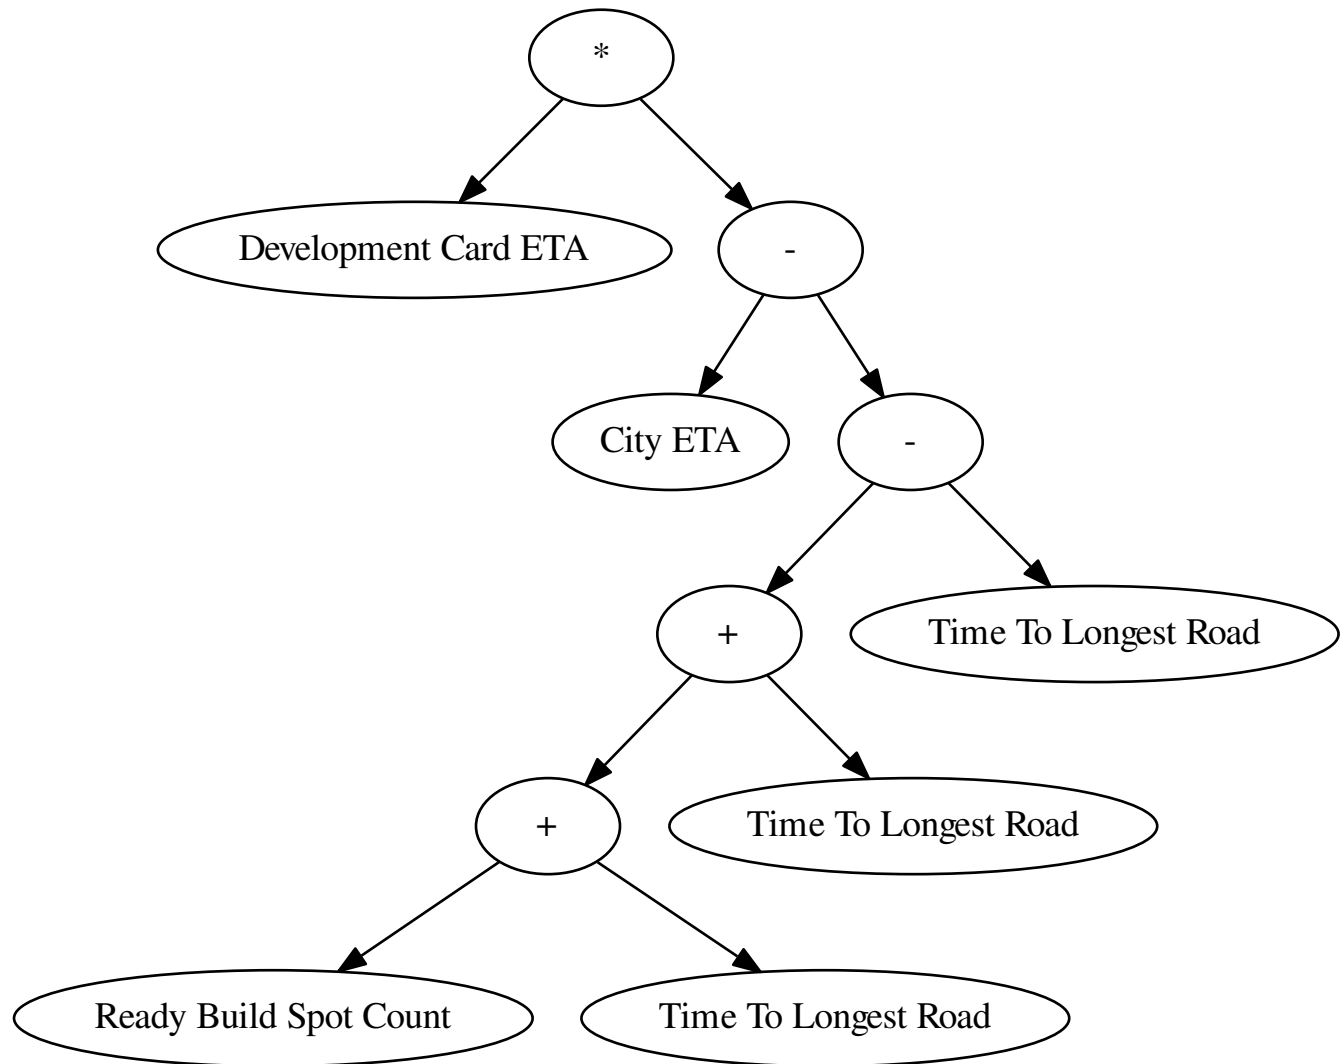 *
Development Card ETA
-
City ETA
-
+
Time To Longest Road
+
Time To Longest Road
Ready Build Spot Count
Time To Longest Road